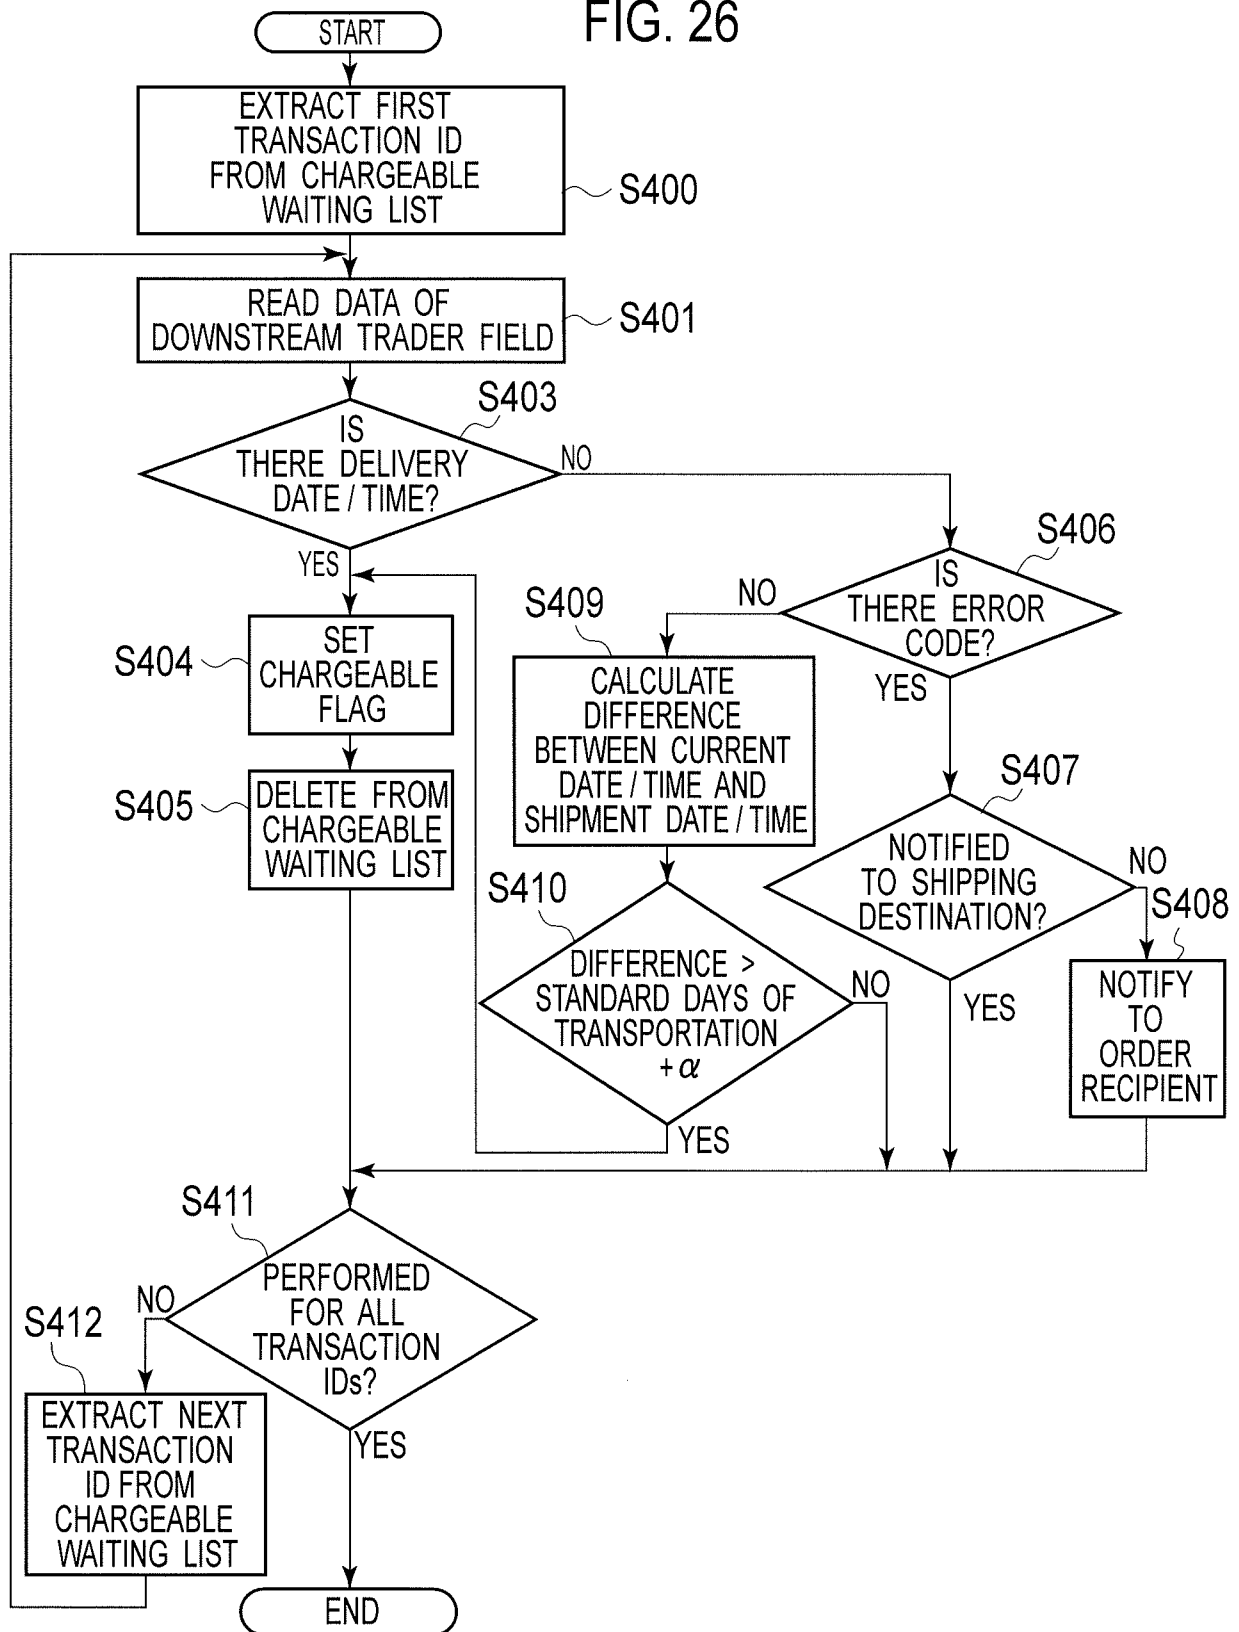 FIG. 26
START
EXTRACT FIRST
TRANSACTION ID
FROM CHARGEABLE
WAITING LIST
S400
READ DATA OF
DOWNSTREAM TRADER FIELD
S401
S403
IS
THERE DELIVERY
DATE / TIME?
NO
YES
S404
SET
CHARGEABLE
FLAG
S405
DELETE FROM
CHARGEABLE
WAITING LIST
S406
IS
THERE ERROR
CODE?
NO
YES
S409
CALCULATE
DIFFERENCE
BETWEEN CURRENT
DATE / TIME AND
SHIPMENT DATE / TIME
S407
NOTIFIED
TO SHIPPING
DESTINATION?
NO
YES
S408
NOTIFY
TO
ORDER
RECIPIENT
S410
DIFFERENCE >
STANDARD DAYS OF
TRANSPORTATION
+ α
NO
YES
S411
PERFORMED
FOR ALL
TRANSACTION
IDs?
NO
YES
S412
EXTRACT NEXT
TRANSACTION
ID FROM
CHARGEABLE
WAITING LIST
END